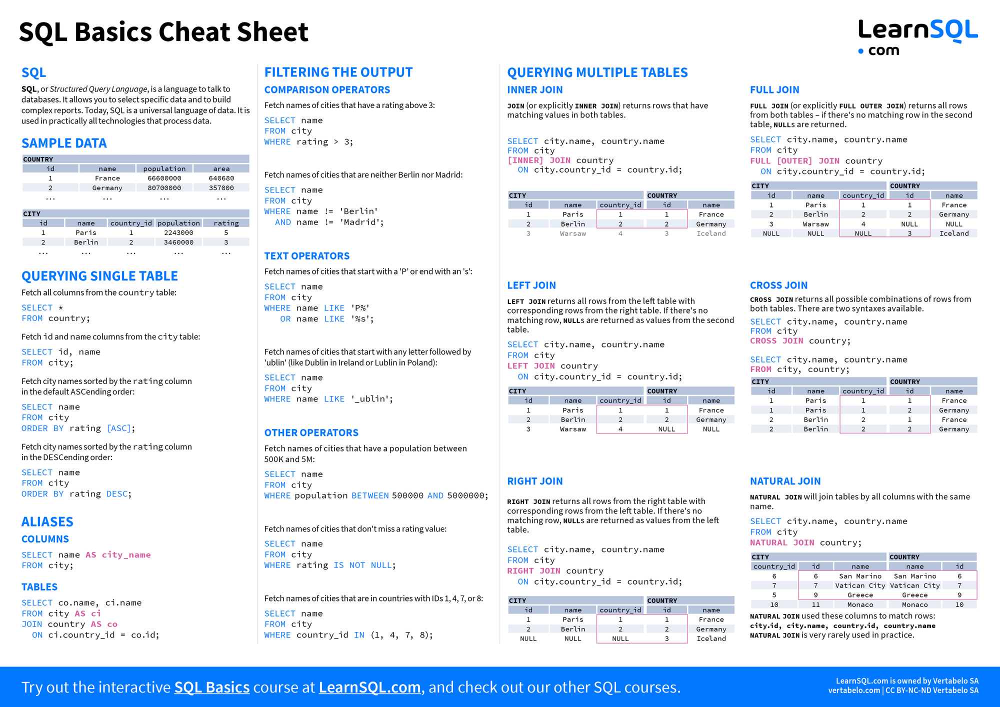 SQL Basics Cheat Sheet
LearnSQL
• com
SQL
SQL, or Structured Query Language, is a language to talk to
databases. It allows you to select specific data and to build
complex reports. Today, SQL is a universal language of data. It is
used in practically all technologies that process data.
SAMPLE DATA
COUNTRY
id name population area
1 France 66600000 640680
2 Germany 80700000 357000
... ... ... ...
CITY
id name country_id population rating
1 Paris 1 2243000 5
2 Berlin 2 3460000 3
... ... ... ... ...
QUERYING SINGLE TABLE
Fetch all columns from the country table:
SELECT *
FROM country;
Fetch id and name columns from the city table:
SELECT id, name
FROM city;
Fetch city names sorted by the rating column
in the default ASCending order:
SELECT name
FROM city
ORDER BY rating [ASC];
Fetch city names sorted by the rating column
in the DESCending order:
SELECT name
FROM city
ORDER BY rating DESC;
ALIASES
COLUMNS
SELECT name AS city_name
FROM city;
TABLES
SELECT co.name, ci.name
FROM city AS ci
JOIN country AS co
ON ci.country_id = co.id;
FILTERING THE OUTPUT
COMPARISON OPERATORS
Fetch names of cities that have a rating above 3:
SELECT name
FROM city
WHERE rating > 3;
Fetch names of cities that are neither Berlin nor Madrid:
SELECT name
FROM city
WHERE name != 'Berlin'
AND name != 'Madrid';
TEXT OPERATORS
Fetch names of cities that start with a 'P' or end with an 's':
SELECT name
FROM city
WHERE name LIKE 'P%'
OR name LIKE '%s';
Fetch names of cities that start with any letter followed by
'ublin' (like Dublin in Ireland or Lublin in Poland):
SELECT name
FROM city
WHERE name LIKE '_ublin';
OTHER OPERATORS
Fetch names of cities that have a population between
500K and 5M:
SELECT name
FROM city
WHERE population BETWEEN 500000 AND 5000000;
Fetch names of cities that don't miss a rating value:
SELECT name
FROM city
WHERE rating IS NOT NULL;
Fetch names of cities that are in countries with IDs 1, 4, 7, or 8:
SELECT name
FROM city
WHERE country_id IN (1, 4, 7, 8);
QUERYING MULTIPLE TABLES
INNER JOIN
JOIN (or explicitly INNER JOIN) returns rows that have
matching values in both tables.
SELECT city.name, country.name
FROM city
[INNER] JOIN country
ON city.country_id = country.id;
CITY COUNTRY
id name country_id id name
1 Paris 1 1 France
2 Berlin 2 2 Germany
3 Warsaw 4 3 Iceland
LEFT JOIN
LEFT JOIN returns all rows from the left table with
corresponding rows from the right table. If there's no
matching row, NULLs are returned as values from the second
table.
SELECT city.name, country.name
FROM city
LEFT JOIN country
ON city.country_id = country.id;
CITY COUNTRY
id name country_id id name
1 Paris 1 1 France
2 Berlin 2 2 Germany
3 Warsaw 4 NULL NULL
RIGHT JOIN
RIGHT JOIN returns all rows from the right table with
corresponding rows from the left table. If there's no
matching row, NULLs are returned as values from the left
table.
SELECT city.name, country.name
FROM city
RIGHT JOIN country
ON city.country_id = country.id;
CITY COUNTRY
id name country_id id name
1 Paris 1 1 France
2 Berlin 2 2 Germany
NULL NULL NULL 3 Iceland
FULL JOIN
FULL JOIN (or explicitly FULL OUTER JOIN) returns all rows
from both tables – if there's no matching row in the second
table, NULLs are returned.
SELECT city.name, country.name
FROM city
FULL [OUTER] JOIN country
ON city.country_id = country.id;
CITY COUNTRY
id name country_id id name
1 Paris 1 1 France
2 Berlin 2 2 Germany
3 Warsaw 4 NULL NULL
NULL NULL NULL 3 Iceland
CROSS JOIN
CROSS JOIN returns all possible combinations of rows from
both tables. There are two syntaxes available.
SELECT city.name, country.name
FROM city
CROSS JOIN country;
SELECT city.name, country.name
FROM city, country;
CITY COUNTRY
id name country_id id name
1 Paris 1 1 France
1 Paris 1 2 Germany
2 Berlin 2 1 France
2 Berlin 2 2 Germany
NATURAL JOIN
NATURAL JOIN will join tables by all columns with the same
name.
SELECT city.name, country.name
FROM city
NATURAL JOIN country;
CITY COUNTRY
country_id id name name id
6 6 San Marino San Marino 6
7 7 Vatican City Vatican City 7
5 9 Greece Greece 9
10 11 Monaco Monaco 10
NATURAL JOIN used these columns to match rows:
city.id, city.name, country.id, country.name
NATURAL JOIN is very rarely used in practice.
Try out the interactive SQL Basics course at LearnSQL.com, and check out our other SQL courses.
LearnSQL.com is owned by Vertabelo SA
vertabelo.com | CC BY-NC-ND Vertabelo SA